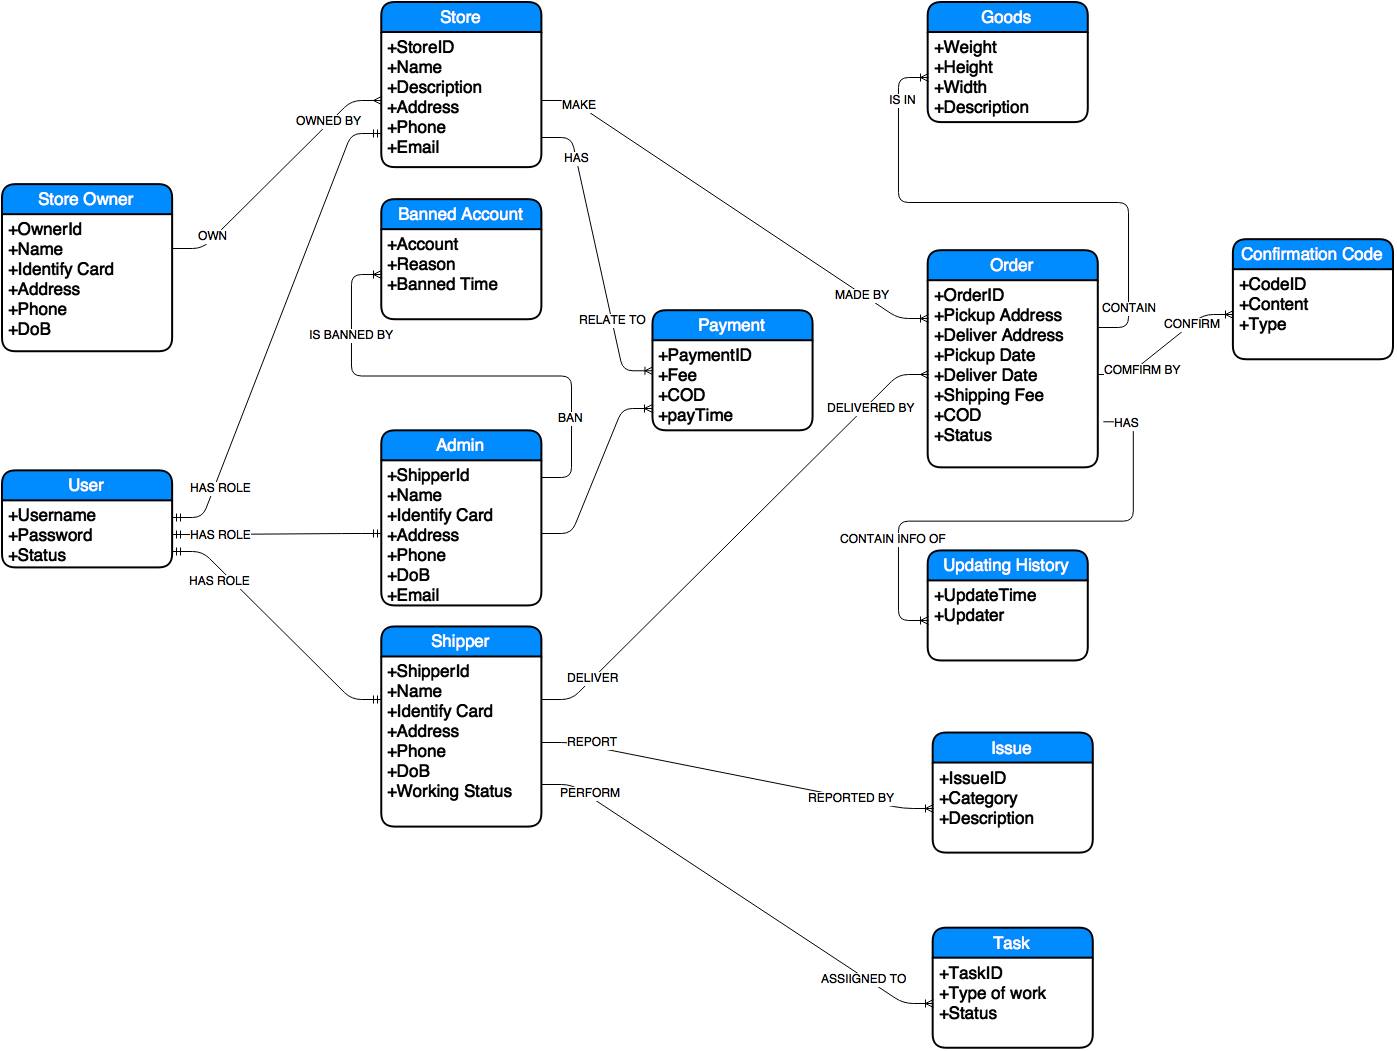 Store
+StoreID
+Name
+Description
+Address
+Phone
+Email
Goods
+Weight
+Height
+Width
+Description
MAKE
IS IN
OWNED BY
HAS
Store Owner
+OwnerId
+Name
+Identify Card
+Address
+Phone
+DoB
OWN
Banned Account
+Account
+Reason
+Banned Time
IS BANNED BY
RELATE TO
Payment
+PaymentID
+Fee
+COD
+payTime
MADE BY
Order
+OrderID
+Pickup Address
+Deliver Address
+Pickup Date
+Deliver Date
+Shipping Fee
+COD
+Status
CONTAIN
CONFIRM
COMFIRM BY
HAS
Confirmation Code
+CodeID
+Content
+Type
DELIVERED BY
BAN
Admin
+ShipperId
+Name
+Identify Card
+Address
+Phone
+DoB
+Email
User
+Username
+Password
+Status
HAS ROLE
HAS ROLE
HAS ROLE
CONTAIN INFO OF
Updating History
+UpdateTime
+Updater
Shipper
+ShipperId
+Name
+Identify Card
+Address
+Phone
+DoB
+Working Status
DELIVER
REPORT
PERFORM
REPORTED BY
Issue
+IssueID
+Category
+Description
ASSIIGNED TO
Task
+TaskID
+Type of work
+Status